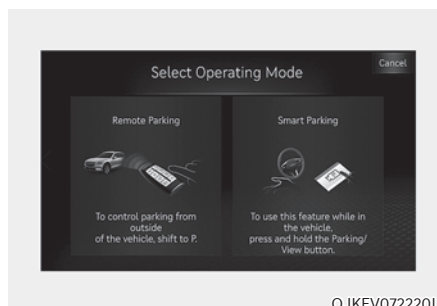 Select Operating Mode
Cancel
Remote Parking
To control parking from
outside
of the vehicle, shift to P.
Smart Parking
To use this feature while in
the vehicle,
press and hold the Parking/
View button.